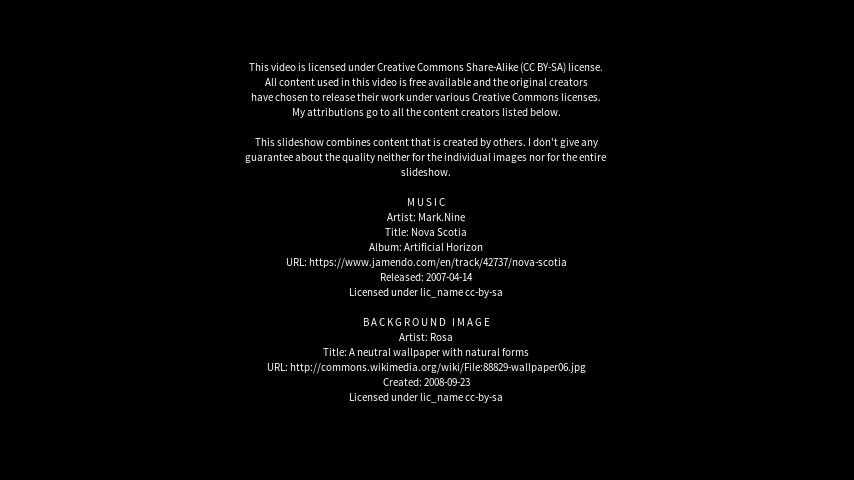 This video is licensed under Creative Commons Share-Alike (CC BY-SA) license.
All content used in this video is free available and the original creators
have chosen to release their work under various Creative Commons licenses.
My attributions go to all the content creators listed below.
This slideshow combines content that is created by others. I don't give any
guarantee about the quality neither for the individual images nor for the entire
slideshow.
MUSIC
Artist: Mark.Nine
Title: Nova Scotia
Album: Artificial Horizon
URL: https://www.jamendo.com/en/track/42737/nova-scotia
Released: 2007-04-14
Licensed under lic_name cc-by-sa
BACKGROUND IMAGE
Artist: Rosa
Title: A neutral wallpaper with natural forms
URL: http://commons.wikimedia.org/wiki/File:88829-wallpaper06.jpg
Created: 2008-09-23
Licensed under lic_name cc-by-sa